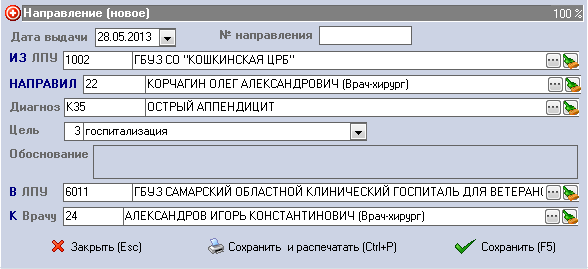 Направление (новое) 100 %
Дата выдачи 28.05.2013 № направления
ИЗ ЛПУ 1002 ГБУЗ СО "КОШКИНСКАЯ ЦРБ" ...
НАПРАВИЛ 22 КОРЧАГИН ОЛЕГ АЛЕКСАНДРОВИЧ (Врач-хирург) ...
Диагноз K35 ОСТРЫЙ АППЕНДИЦИТ ...
Цель 3 госпитализация
Обоснование
В ЛПУ 6011 ГБУЗ САМАРСКИЙ ОБЛАСТНОЙ КЛИНИЧЕСКИЙ ГОСПИТАЛЬ ДЛЯ ВЕТЕРАНО ...
К Врачу 24 АЛЕКСАНДРОВ ИГОРЬ КОНСТАНТИНОВИЧ (Врач-хирург) ...
Закрыть (Esc) Сохранить и распечатать (Ctrl+P) Сохранить (F5)